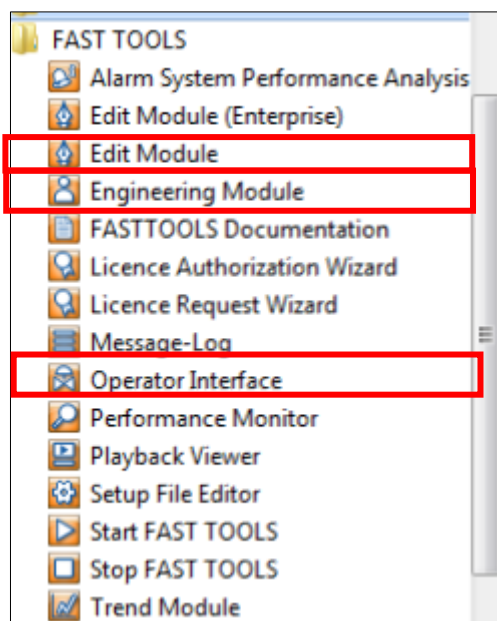 FAST TOOLS
Alarm System Performance Analysis
Edit Module (Enterprise)
Edit Module
Engineering Module
FASTTOOLS Documentation
Licence Authorization Wizard
Licence Request Wizard
Message-Log
Operator Interface
Performance Monitor
Playback Viewer
Setup File Editor
Start FAST TOOLS
Stop FAST TOOLS
Trend Module